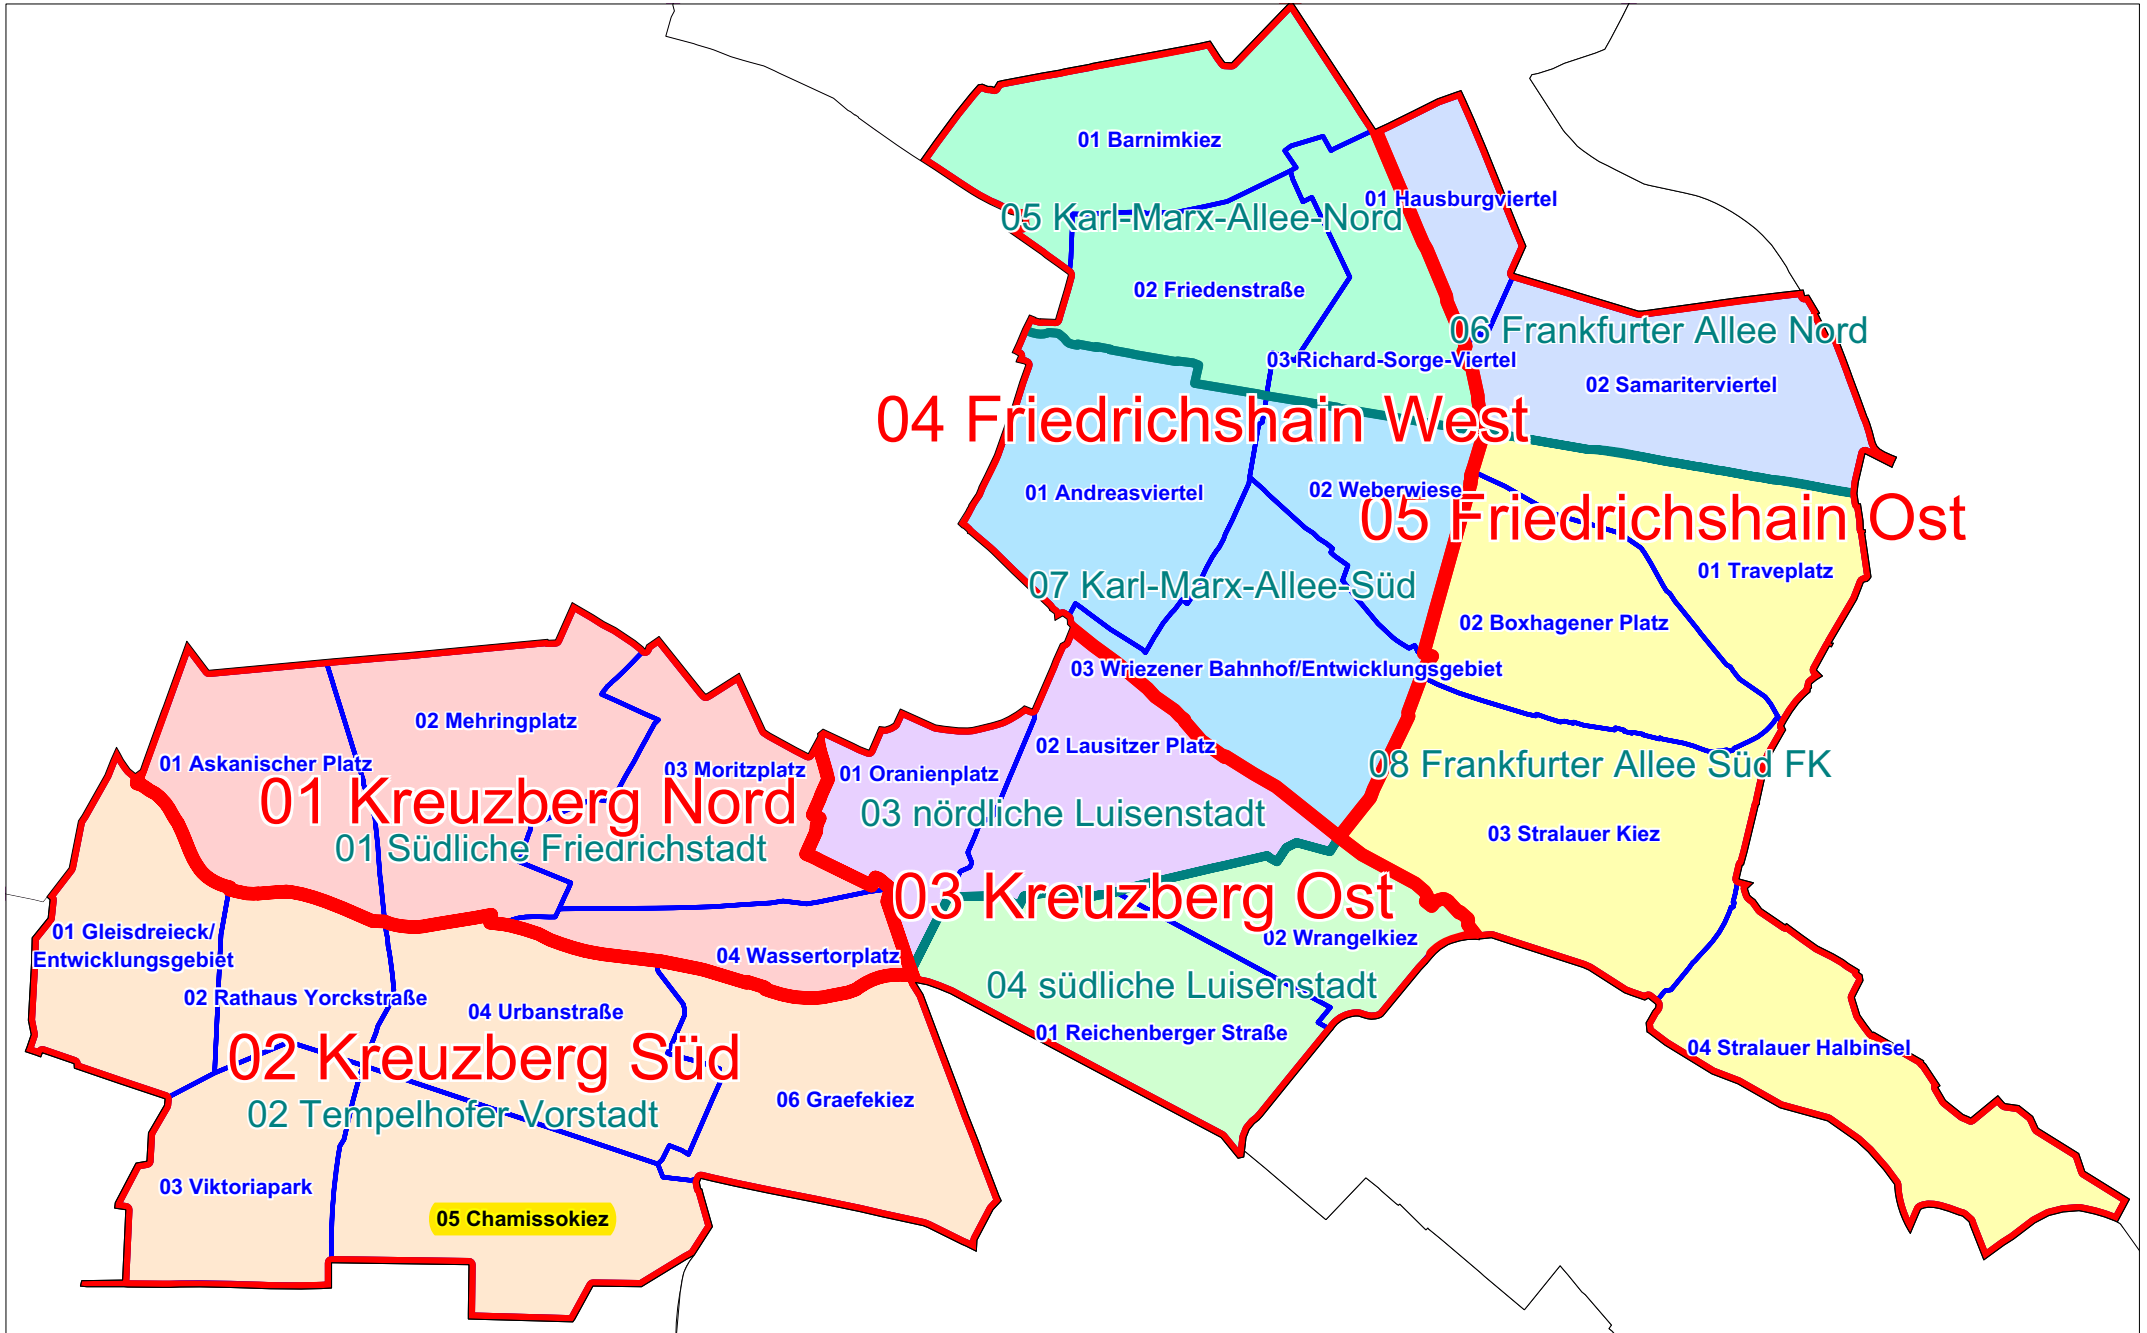 01 Barnimkiez
01 Hausburgviertel
05 Karl-Marx-Allee-Nord
02 Friedenstraße
06 Frankfurter Allee Nord
03 Richard-Sorge-Viertel
02 Samariterviertel
04 Friedrichshain West
01 Andreasviertel
02 Weberwiese
05 Friedrichshain Ost
01 Traveplatz
07 Karl-Marx-Allee-Süd
02 Boxhagener Platz
03 Wriezener Bahnhof/Entwicklungsgebiet
02 Mehringplatz
02 Lausitzer Platz
01 Askanischer Platz
03 Moritzplatz
01 Oranienplatz
08 Frankfurter Allee Süd FK
01 Kreuzberg Nord
03 nördliche Luisenstadt
03 Stralauer Kiez
01 Südliche Friedrichstadt
03 Kreuzberg Ost
01 Gleisdreieck/
Entwicklungsgebiet
02 Wrangelkiez
04 Wassertorplatz
04 südliche Luisenstadt
02 Rathaus Yorckstraße
04 Urbanstraße
01 Reichenberger Straße
04 Stralauer Halbinsel
02 Kreuzberg Süd
06 Graefekiez
02 Tempelhofer Vorstadt
03 Viktoriapark
05 Chamissokiez